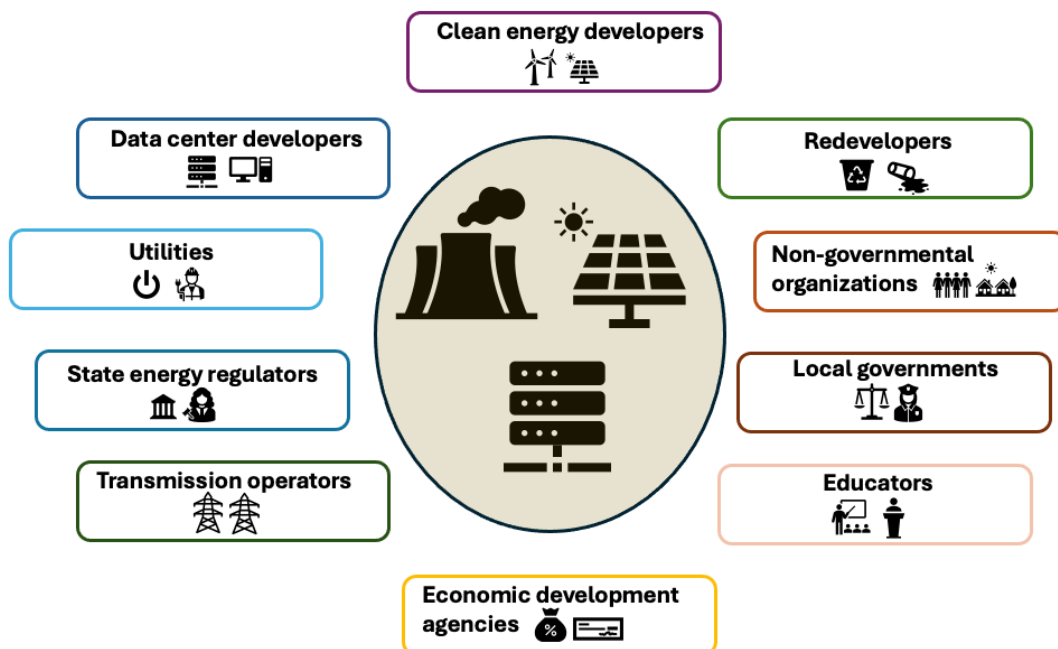 Clean energy developers
Data center developers
Redevelopers
Utilities
Non-governmental
organizations
State energy regulators
Local governments
Transmission operators
Educators
Economic development
agencies
%